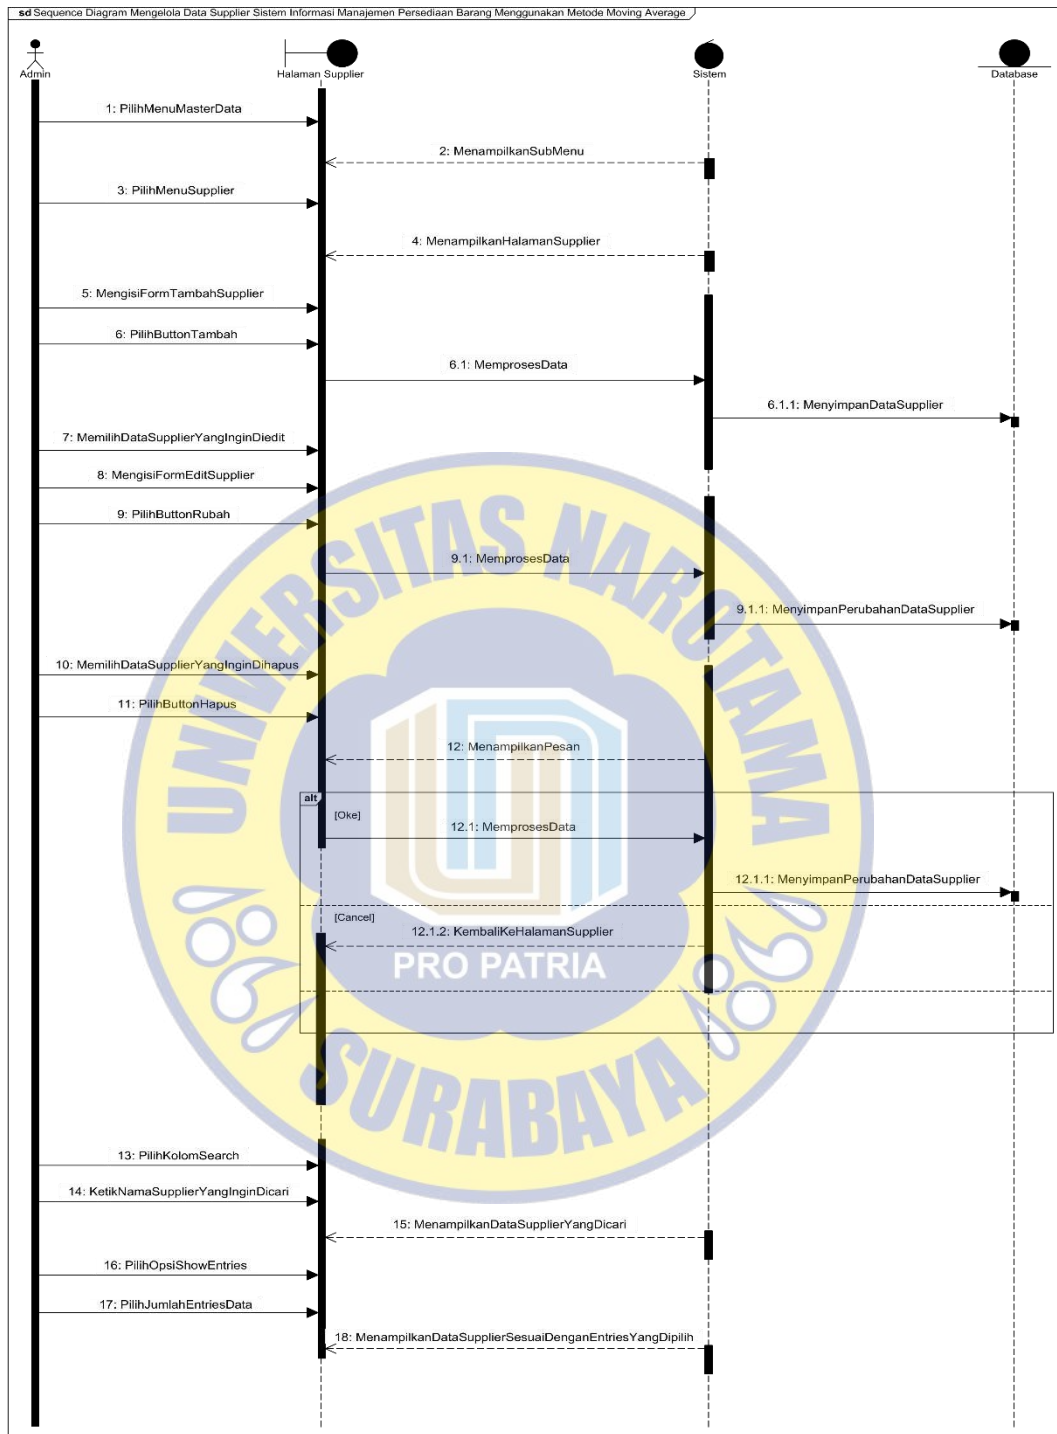 sd Sequence Diagram Mengelola Data Supplier Sistem Informasi Manajemen Persediaan Barang Menggunakan Metode Moving Average
Admin
Halaman Supplier
Sistem
Database
1: PilihMenuMasterData
2: MenampilkanSubMenu
3: PilihMenuSupplier
4: MenampilkanHalamanSupplier
5: MengisiFormTambahSupplier
6: PilihButtonTambah
6.1: MemprosesData
6.1.1: MenyimpanDataSupplier
7: MemilihDataSupplierYangInginDiedit
8: MengisiFormEditSupplier
9: PilihButtonRubah
9.1: MemprosesData
9.1.1: MenyimpanPerubahanDataSupplier
10: MemilihDataSupplierYangInginDihapus
11: PilihButtonHapus
12: MenampilkanPesan
alt
[Oke]
12.1: MemprosesData
12.1.1: MenyimpanPerubahanDataSupplier
[Cancel]
12.1.2: KembaliKeHalamanSupplier
13: PilihKolomSearch
14: KetikNamaSupplierYangInginDicari
15: MenampilkanDataSupplierYangDicari
16: PilihOpsiShowEntries
17: PilihJumlahEntriesData
18: MenampilkanDataSupplierSesuaiDenganEntriesYangDipilih
UNIVERSITAS NAROTAMA
PRO PATRIA
SURABAYA